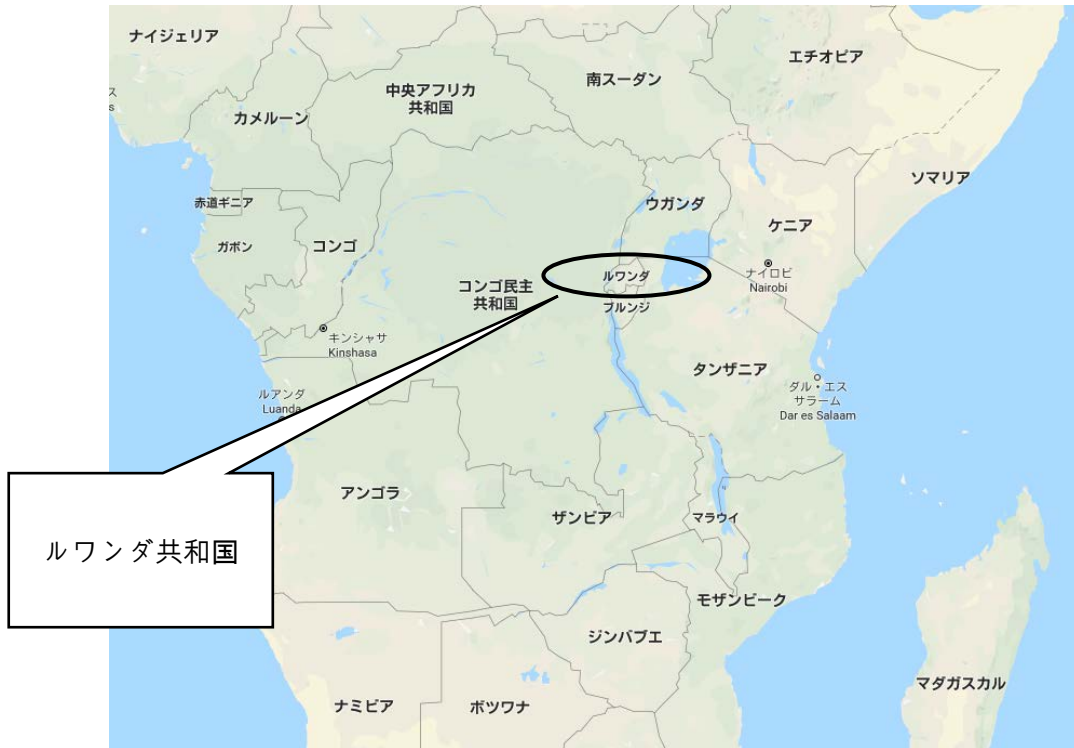 ナイジェリア
エチオピア
南スーダン
中央アフリカ
共和国
ス
s
カメルーン
ソマリア
赤道ギニア
ウガンダ
ケニア
ガボン
コンゴ
ルワンダ
ナイロビ
Nairobi
コンゴ民主
共和国
ブルンジ
キンシャサ
Kinshasa
タンザニア
ダル・エス
サラーム
Dar es Salaam
ルアンダ
Luanda
アンゴラ
ザンビア
マラウイ
ルワンダ共和国
モザンビーク
ジンバブエ
マダガスカル
ナミビア
ボツワナ